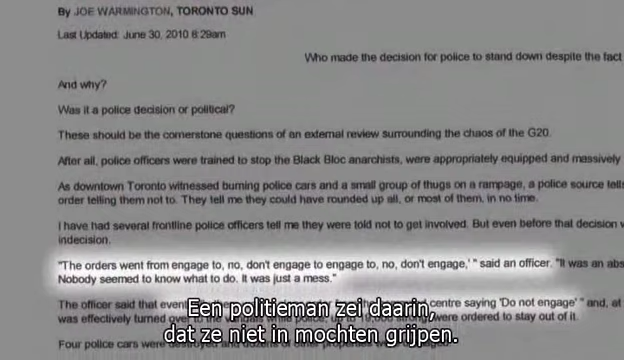 By JOE WARMINGTON, TORONTO SUN
Last Updated: June 30, 2010 8:29am
Who made the decision for police to stand down despite the fact
And why?
Was it a police decision or political?
These should be the cornerstone questions of an external review surrounding the chaos of the G20.
After all, police officers were trained to stop the Black Bloc anarchists, were appropriately equipped and massively
As downtown Toronto witnessed burning police cars and a small group of thugs on a rampage, a police source tells
order telling them not to. They tell me they could have rounded up all, or most of them, in no time.
I have had several frontline police officers tell me they were told not to get involved. But even before that decision
indecision.
"The orders went from engage to, no, don't engage to engage to, no, don't engage,' " said an officer. "It was an abs
Nobody seemed to know what to do. It was just a mess."
The officer said that centre saying 'Do not engage' " and, at
was effectively turned were ordered to stay out of it.
Four police cars were
Een politieman zei daarin,
dat ze niet in mochten grijpen.